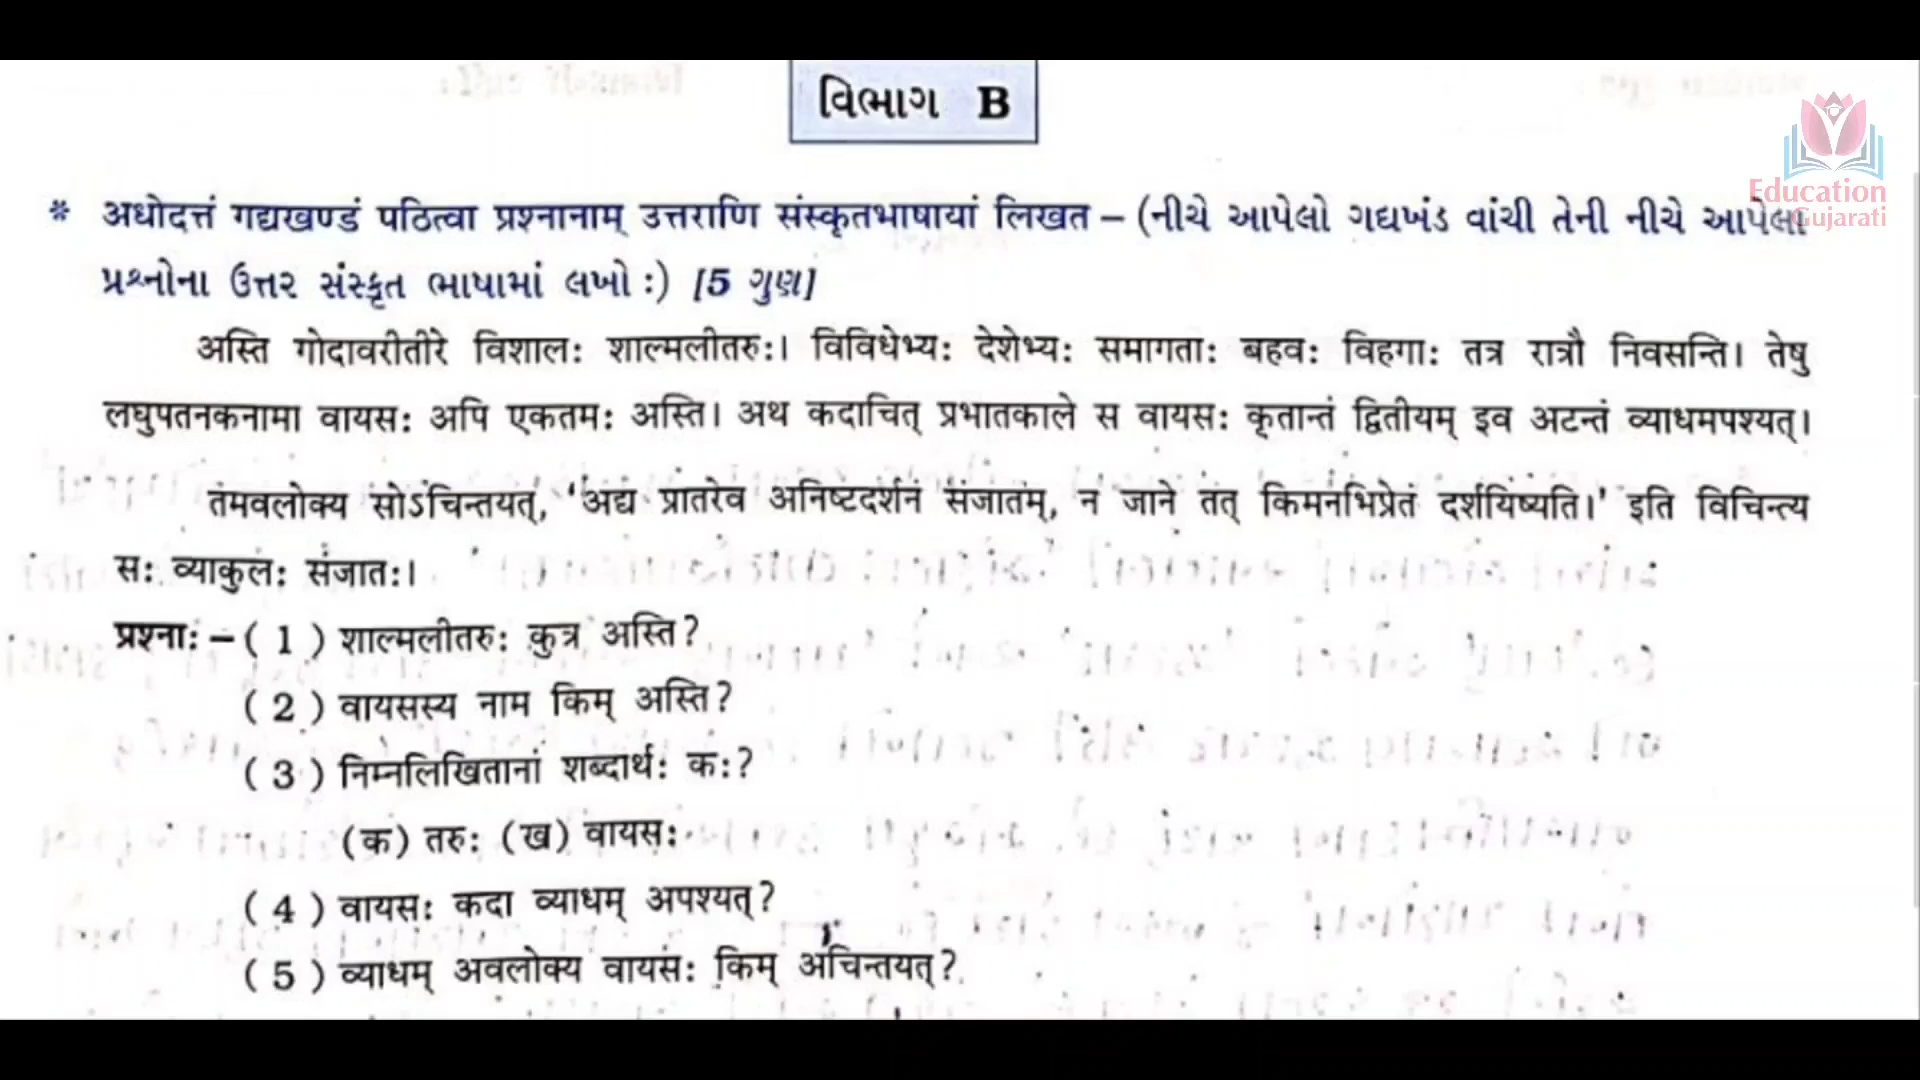 વિભાગ B
Education
Gujarati
* अधोदत्तं गद्यखण्डं पठित्वा प्रश्नानाम् उत्तराणि संस्कृतभाषायां लिखत – (નીચે આપેલો ગદ્યખંડ વાંચી તેની નીચે આપેલા
પ્રશ્નોના ઉત્તર સંસ્કૃત ભાષામાં લખો :) [5 ગુણ]
अस्ति गोदावरीतीरे विशालः शाल्मलीतरुः। विविधेभ्यः देशेभ्यः समागताः बहवः विहगाः तत्र रात्रौ निवसन्ति। तेषु
लघुपतनकनामा वायसः अपि एकतमः अस्ति। अथ कदाचित् प्रभातकाले स वायसः कृतान्तं द्वितीयम् इव अटन्तं व्याधमपश्यत्।
तमवलोक्य सोऽचिन्तयत्, 'अद्य प्रातरेव अनिष्टदर्शनं संजातम्, न जाने तत् किमनभिप्रेतं दर्शयिष्यति।' इति विचिन्त्य
सः व्याकुलः संजातः।
प्रश्नाः – ( 1 ) शाल्मलीतरुः कुत्र अस्ति?
( 2 ) वायसस्य नाम किम् अस्ति?
( 3 ) निम्नलिखितानां शब्दार्थः कः?
(क) तरुः (ख) वायसः
( 4 ) वायसः कदा व्याधम् अपश्यत्?
( 5 ) व्याधम् अवलोक्य वायसः किम् अचिन्तयत्?